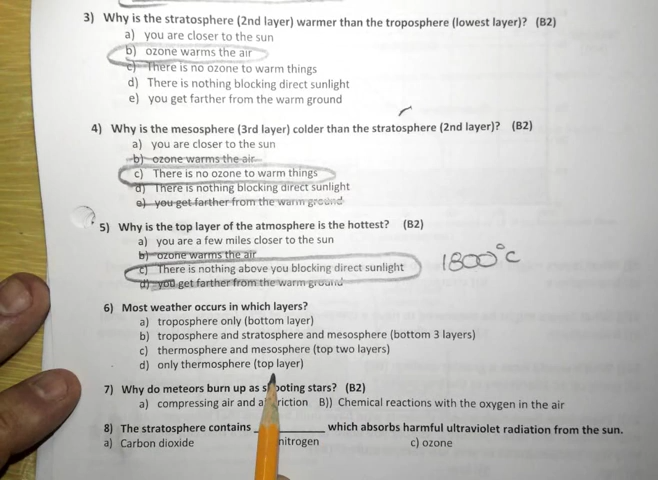 3) Why is the stratosphere (2nd layer) warmer than the troposphere (lowest layer)? (B2)
a) you are closer to the sun
b) ozone warms the air
c) There is no ozone to warm things
d) There is nothing blocking direct sunlight
e) you get farther from the warm ground
4) Why is the mesosphere (3rd layer) colder than the stratosphere (2nd layer)? (B2)
a) you are closer to the sun
b) ozone warms the air
c) There is no ozone to warm things
d) There is nothing blocking direct sunlight
e) you get farther from the warm ground
? 5) Why is the top layer of the atmosphere is the hottest? (B2)
a) you are a few miles closer to the sun
b) ozone warms the air
c) There is nothing above you blocking direct sunlight 1800°C
d) you get farther from the warm ground
6) Most weather occurs in which layers?
a) troposphere only (bottom layer)
b) troposphere and stratosphere and mesosphere (bottom 3 layers)
c) thermosphere and mesosphere (top two layers)
d) only thermosphere (top layer)
7) Why do meteors burn up as shooting stars? (B2)
a) compressing air and a riction B)) Chemical reactions with the oxygen in the air
8) The stratosphere contains ____________ which absorbs harmful ultraviolet radiation from the sun.
a) Carbon dioxide nitrogen c) ozone